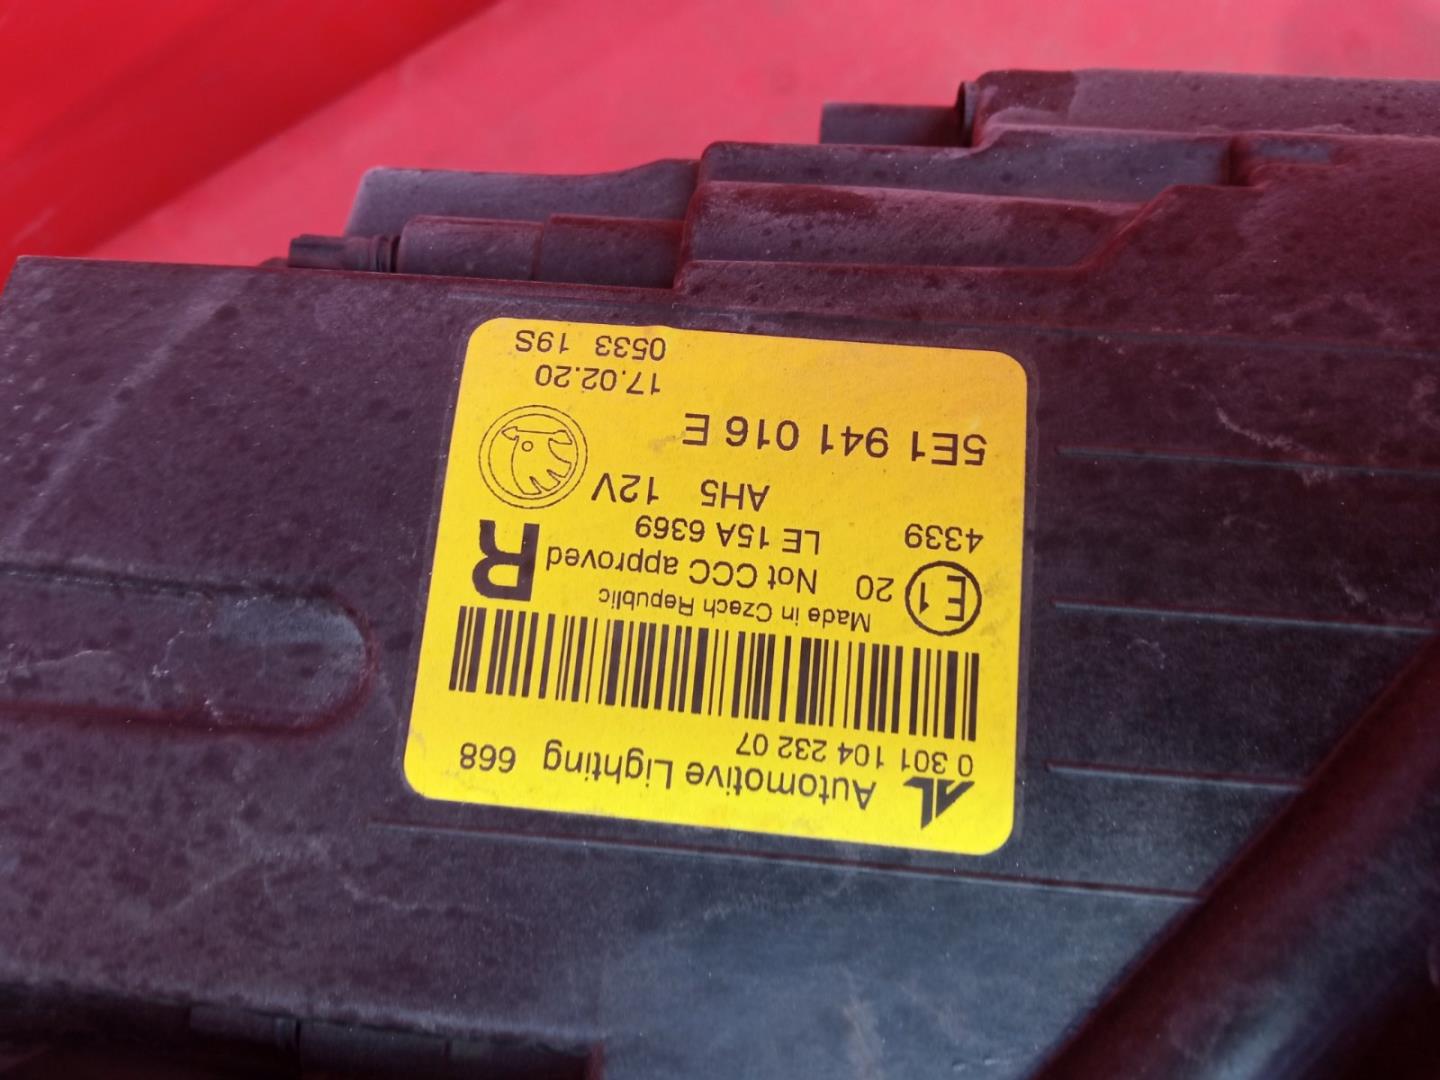 Automotive Lighting 668
0 301 104 232 07
Made in Czech Republic
E1 20 Not CCC approved R
4339 LE 15A 6369
AH5 12V
5E1 941 016 E
17.02.20
0533 19S